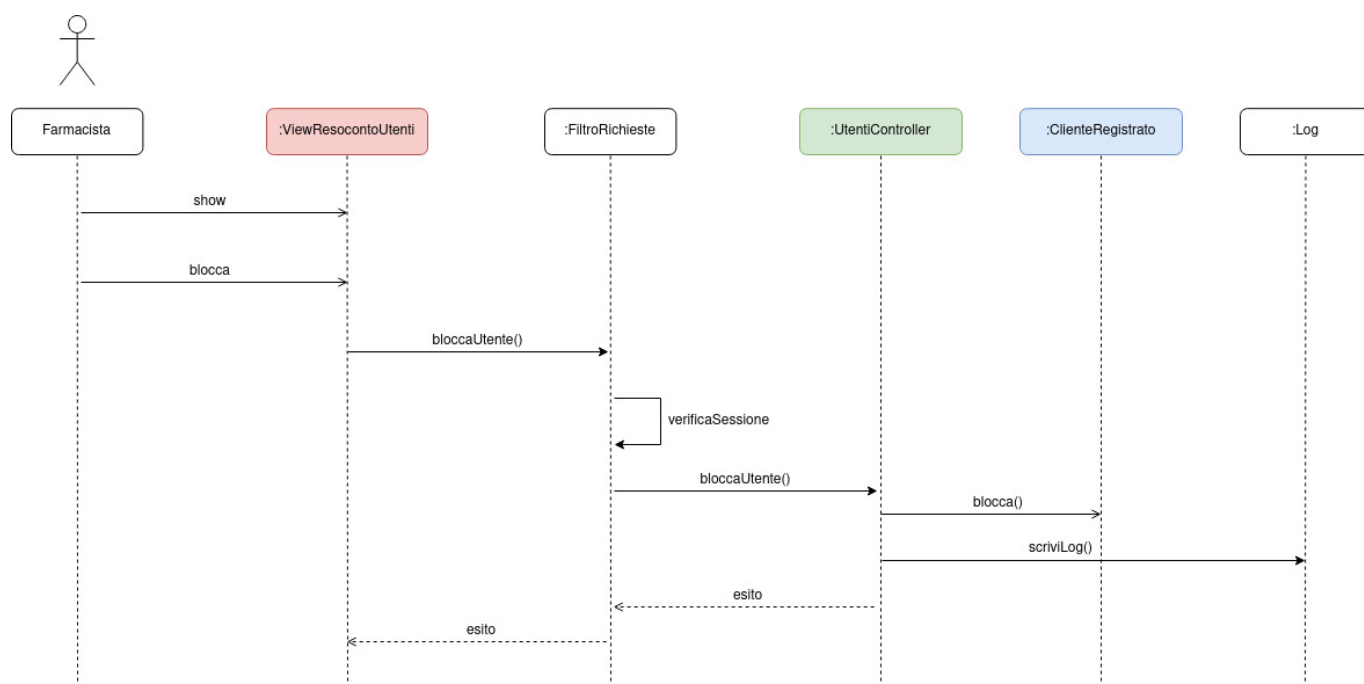 Farmacista
:ViewResocontoUtenti
:FiltroRichieste
:UtentiController
:ClienteRegistrato
:Log
show
blocca
bloccaUtente()
verificaSessione
bloccaUtente()
blocca()
scriviLog()
esito
esito